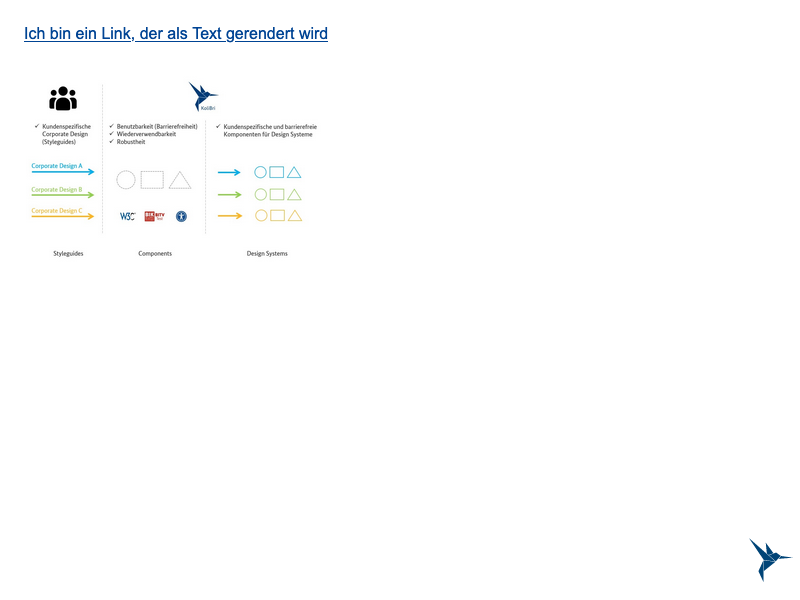 Ich bin ein Link, der als Text gerendert wird
KoliBri
✓ Kundenspezifische
Corporate Design
(Styleguides)
✓ Benutzbarkeit (Barrierefreiheit)
✓ Wiederverwendbarkeit
✓ Robustheit
✓ Kundenspezifische und barrierefreie
Komponenten für Design Systeme
Corporate Design A
Corporate Design B
Corporate Design C
W3C
BIK BITV
Styleguides
Components
Design Systems